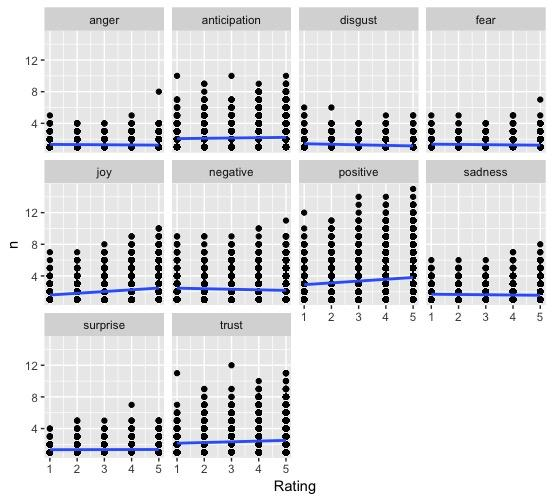 anger anticipation disgust fear
12
8
4
joy negative positive sadness
12
8
4
1 2 3 4 5 1 2 3 4 5
surprise trust
12
8
4
1 2 3 4 5 1 2 3 4 5
n
Rating